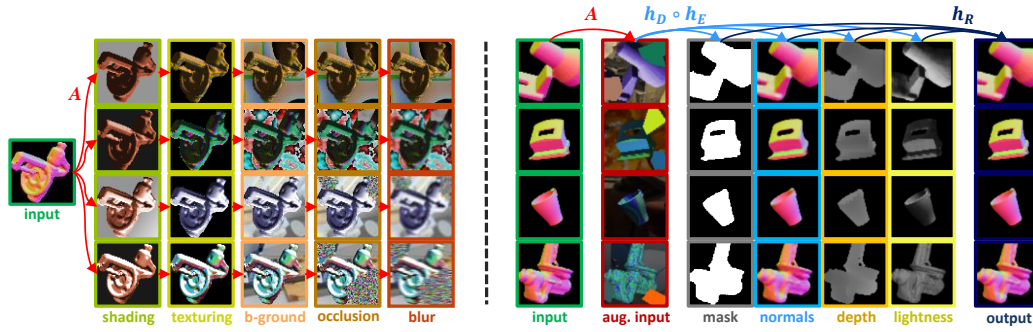 A
input
shading texturing b-ground occlusion blur
A h_D ∘ h_E h_R
input aug. input mask normals depth lightness output